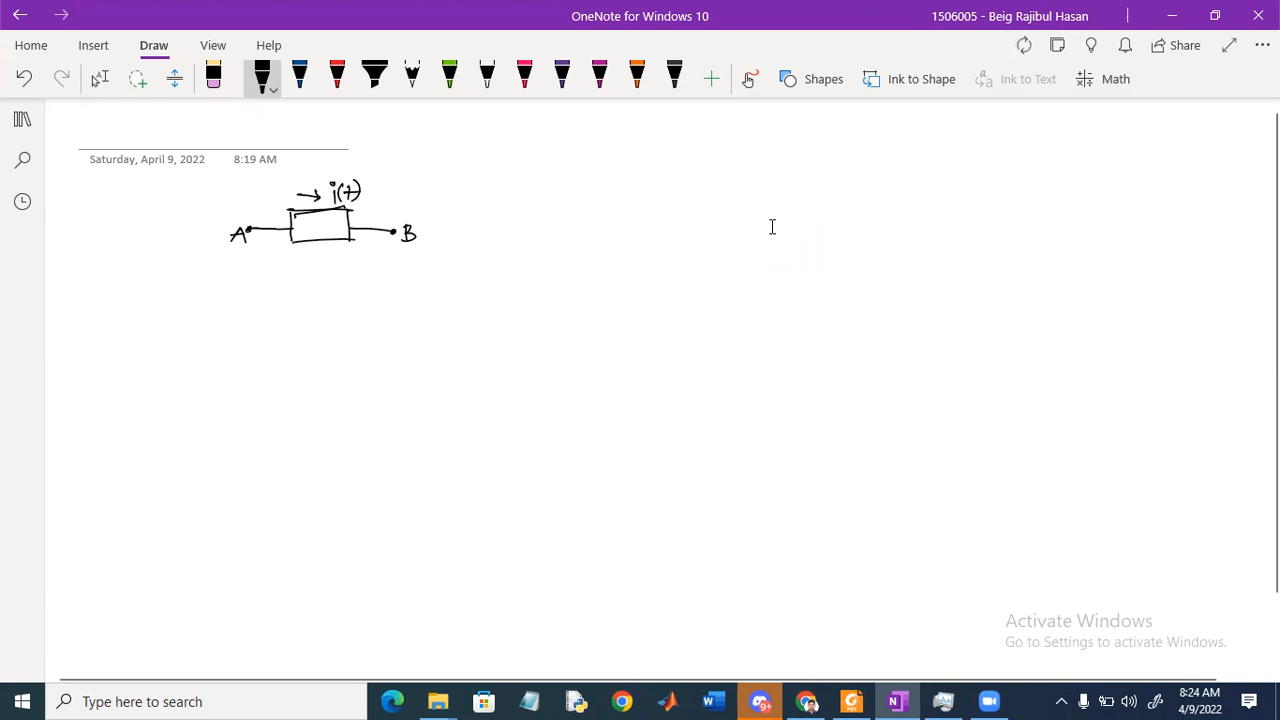 OneNote for Windows 10
1506005 - Beig Rajibul Hasan
Home Insert Draw View Help
Share
Shapes Ink to Shape Ink to Text Math
Saturday, April 9, 2022 8:19 AM
→ i(t)
A B
Activate Windows
Go to Settings to activate Windows.
Type here to search
9+
8:24 AM
4/9/2022